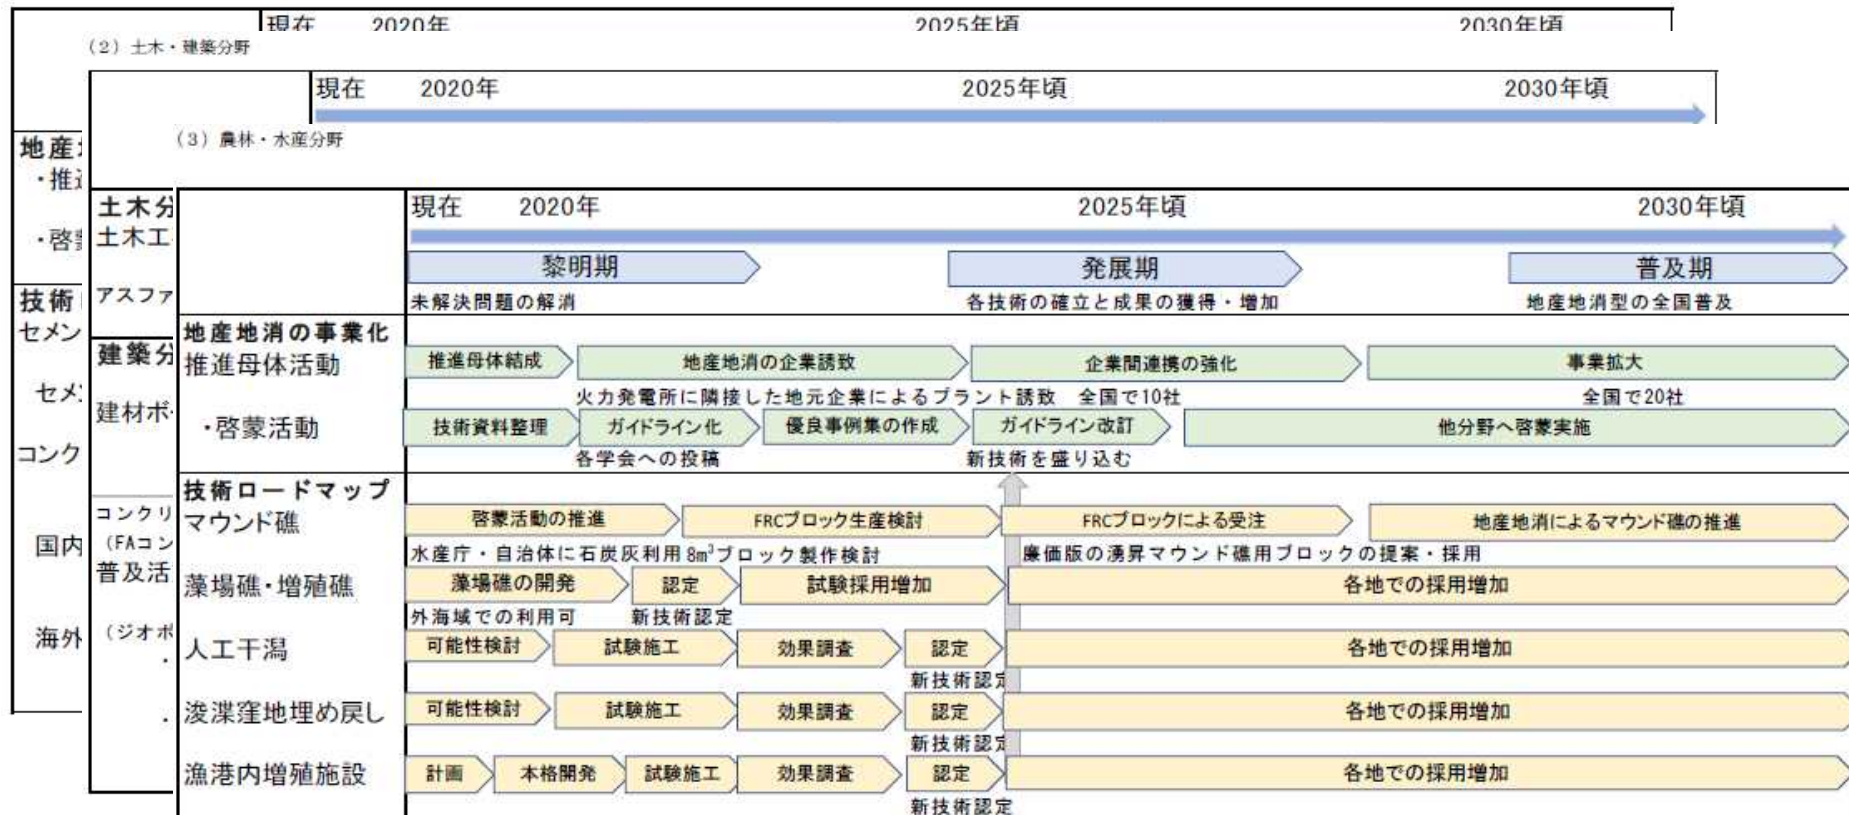 現在 2020年 2025年頃 2030年頃
(2) 土木・建築分野
現在 2020年 2025年頃 2030年頃
(3) 農林・水産分野
地産
・推
・啓
技術
セメン
セメ
コンク
国内
海外
土木分
土木工
アスファ
建築分
建材ボ
コンクリ
(FAコン
普及活
(ジオポ
・
・
現在 2020年 2025年頃 2030年頃
黎明期 発展期 普及期
未解決問題の解消 各技術の確立と成果の獲得・増加 地産地消型の全国普及
地産地消の事業化
推進母体活動 推進母体結成 地産地消の企業誘致 企業間連携の強化 事業拡大
火力発電所に隣接した地元企業によるプラント誘致 全国で10社 全国で20社
・啓蒙活動 技術資料整理 ガイドライン化 優良事例集の作成 ガイドライン改訂 他分野へ啓蒙実施
各学会への投稿 新技術を盛り込む
技術ロードマップ
マウンド礁 啓蒙活動の推進 FRCブロック生産検討 FRCブロックによる受注 地産地消によるマウンド礁の推進
水産庁・自治体に石炭灰利用 8m³ブロック製作検討 廉価版の湧昇マウンド礁用ブロックの提案・採用
藻場礁・増殖礁 藻場礁の開発 認定 試験採用増加 各地での採用増加
外海域での利用可 新技術認定
人工干潟 可能性検討 試験施工 効果調査 認定 各地での採用増加
新技術認定
浚渫窪地埋め戻し 可能性検討 試験施工 効果調査 認定 各地での採用増加
新技術認定
漁港内増殖施設 計画 本格開発 試験施工 効果調査 認定 各地での採用増加
新技術認定